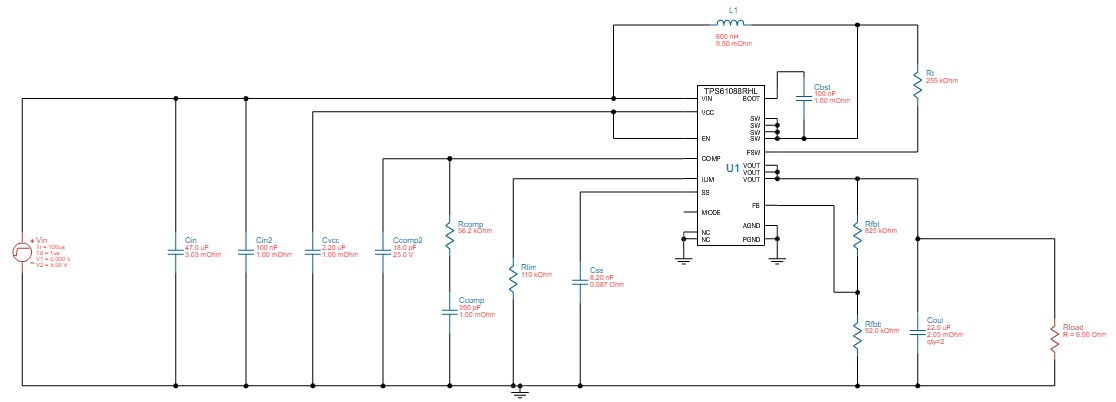 L1
600 nH
9.50 mOhm
TPS61088RHL
VIN
VCC
EN
COMP
ILIM
SS
MODE
NC
NC
BOOT
SW
SW
SW
SW
FSW
VOUT
VOUT
VOUT
FB
AGND
PGND
U1
Cbst
100 nF
1.00 mOhm
Rt
255 kOhm
Vin
Tr = 100us
Td = 1us
V1 = 0.000 V
V2 = 5.00 V
Cin
47.0 uF
3.03 mOhm
Cin2
100 nF
1.00 mOhm
Cvcc
2.20 uF
1.00 mOhm
Ccomp2
18.0 pF
25.0 V
Rcomp
56.2 kOhm
Ccomp
390 pF
1.00 mOhm
Rlim
110 kOhm
Css
8.20 nF
0.087 Ohm
Rfbt
825 kOhm
Rfbb
92.0 kOhm
Cout
22.0 uF
2.05 mOhm
qty=2
Rload
R = 6.00 Ohm